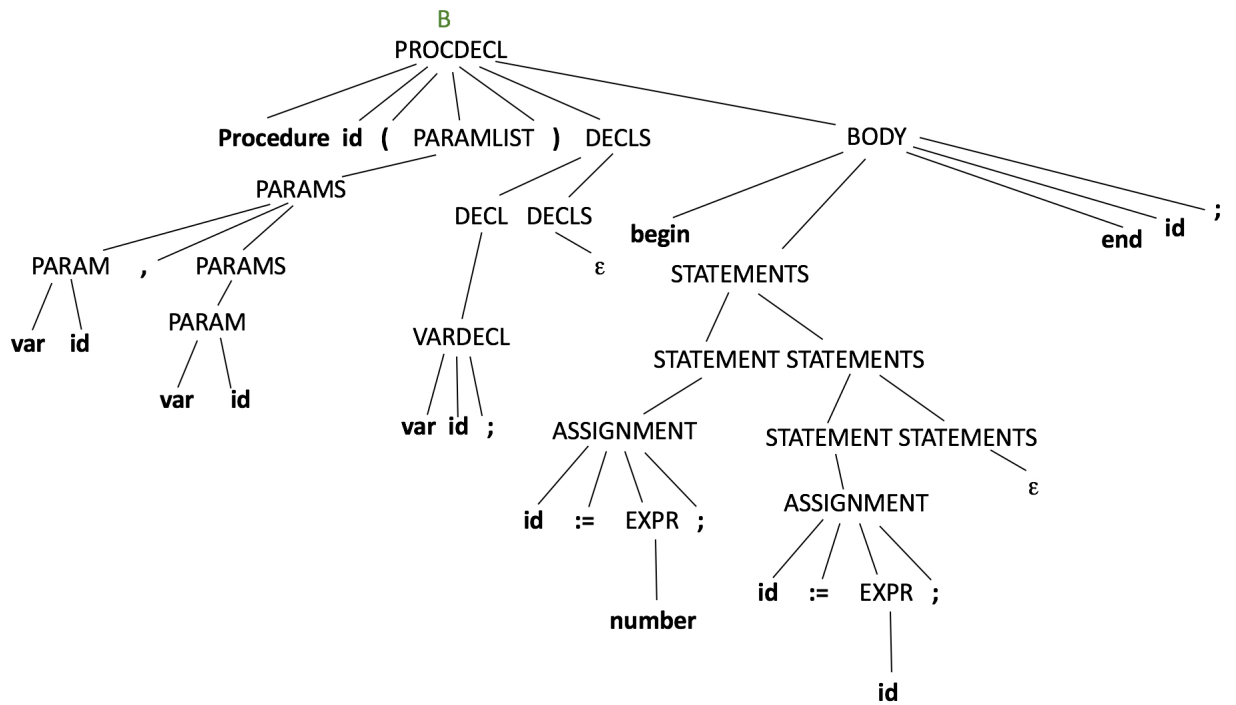 B
PROCDECL
Procedure id ( PARAMLIST ) DECLS BODY
PARAMS
DECL DECLS begin end id ;
PARAM , PARAMS ε
STATEMENTS
PARAM
var id VARDECL
STATEMENT STATEMENTS
var id
var id ; ASSIGNMENT STATEMENT STATEMENTS
ε
ASSIGNMENT
id := EXPR ;
id := EXPR ;
number
id